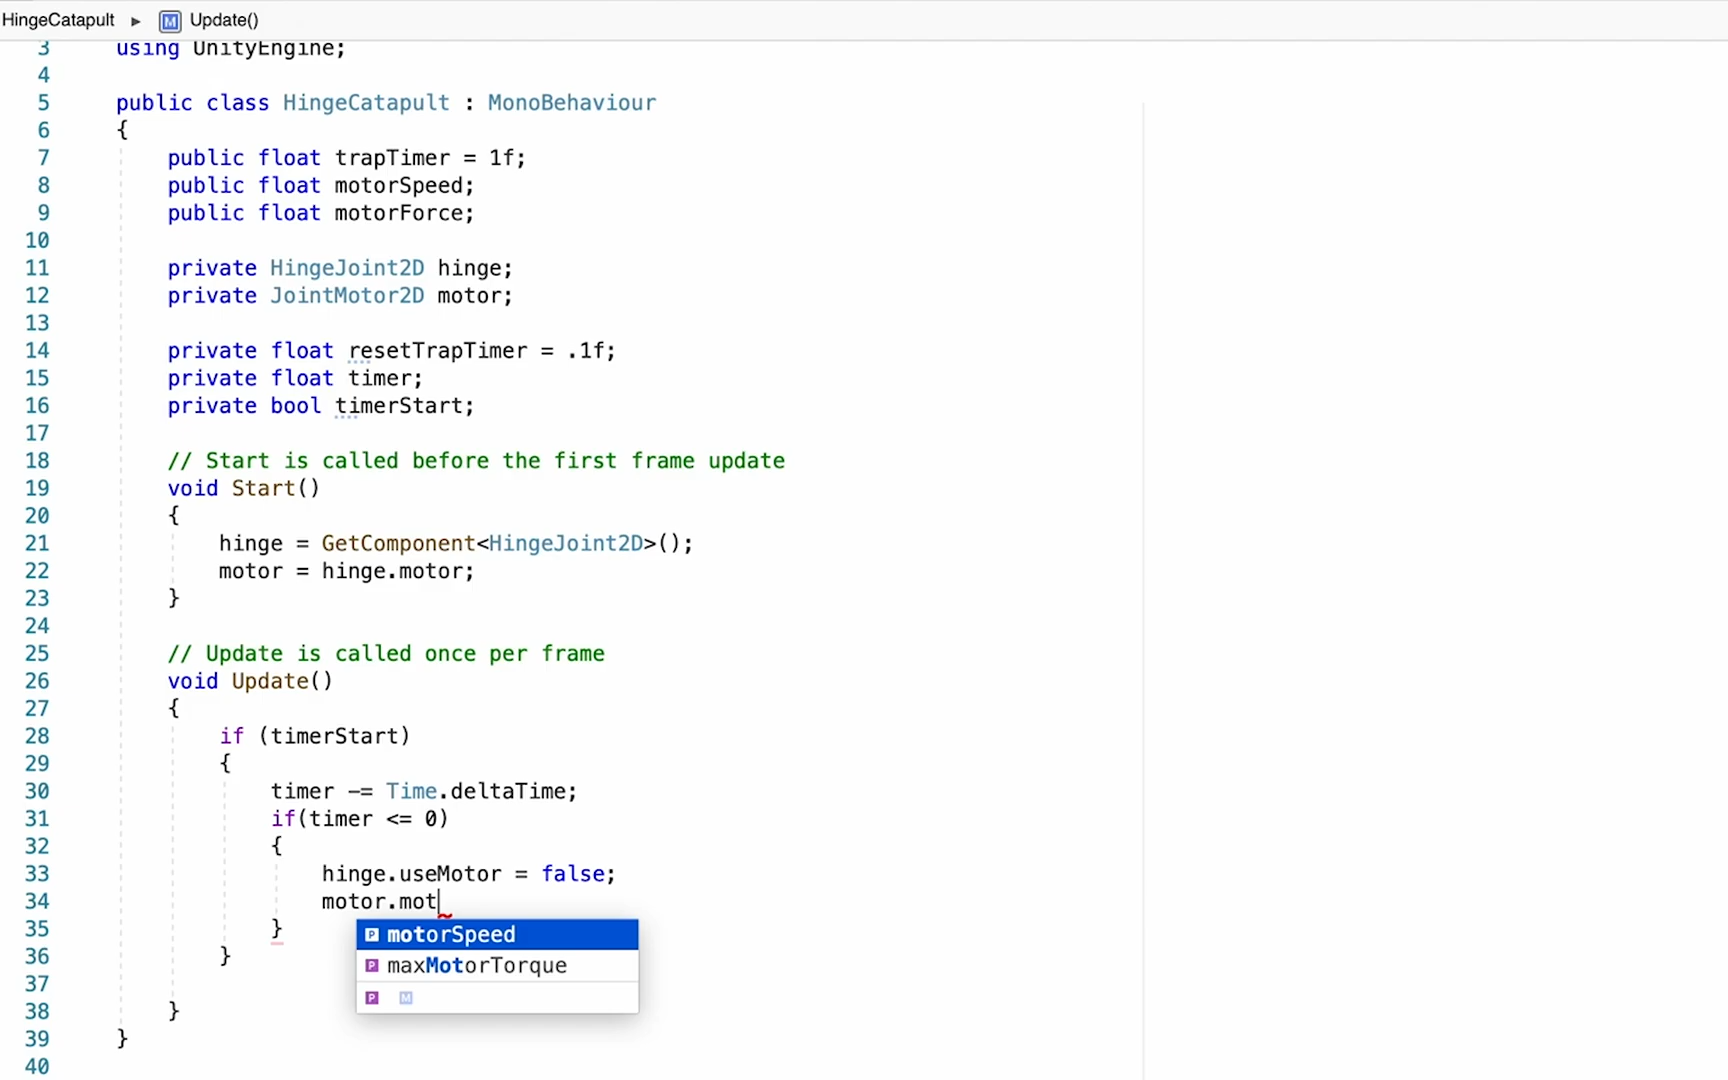 HingeCatapult ▸ M Update()
3 using UnityEngine;
4
5 public class HingeCatapult : MonoBehaviour
6 {
7 public float trapTimer = 1f;
8 public float motorSpeed;
9 public float motorForce;
10
11 private HingeJoint2D hinge;
12 private JointMotor2D motor;
13
14 private float resetTrapTimer = .1f;
15 private float timer;
16 private bool timerStart;
17
18 // Start is called before the first frame update
19 void Start()
20 {
21 hinge = GetComponent<HingeJoint2D>();
22 motor = hinge.motor;
23 }
24
25 // Update is called once per frame
26 void Update()
27 {
28 if (timerStart)
29 {
30 timer -= Time.deltaTime;
31 if(timer <= 0)
32 {
33 hinge.useMotor = false;
34 motor.mot
35 }
P motorSpeed
36 }
P maxMotorTorque
37
P M
38 }
39 }
40